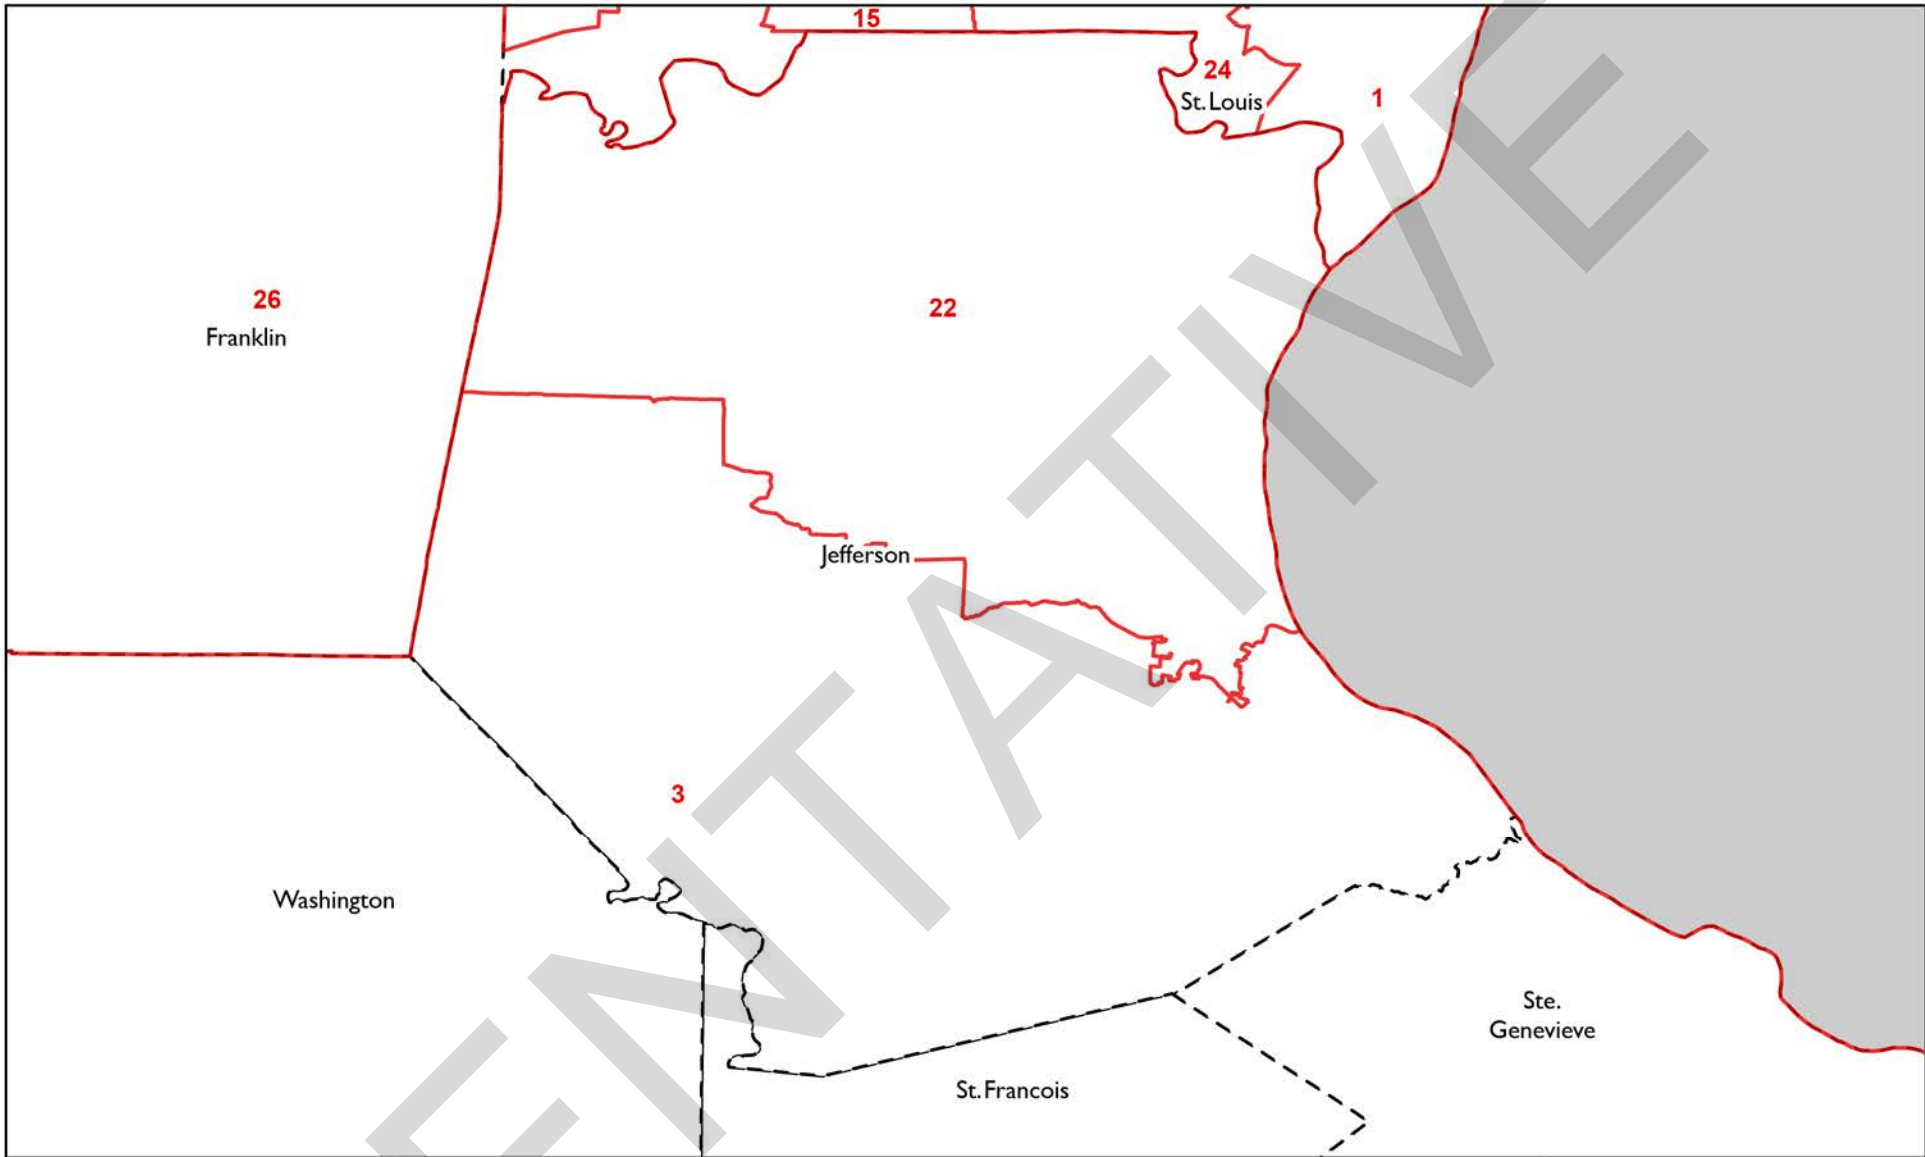 15
24
St. Louis
1
26
Franklin
22
Jefferson
3
Washington
Ste.
Genevieve
St. Francois
ENTATIVE